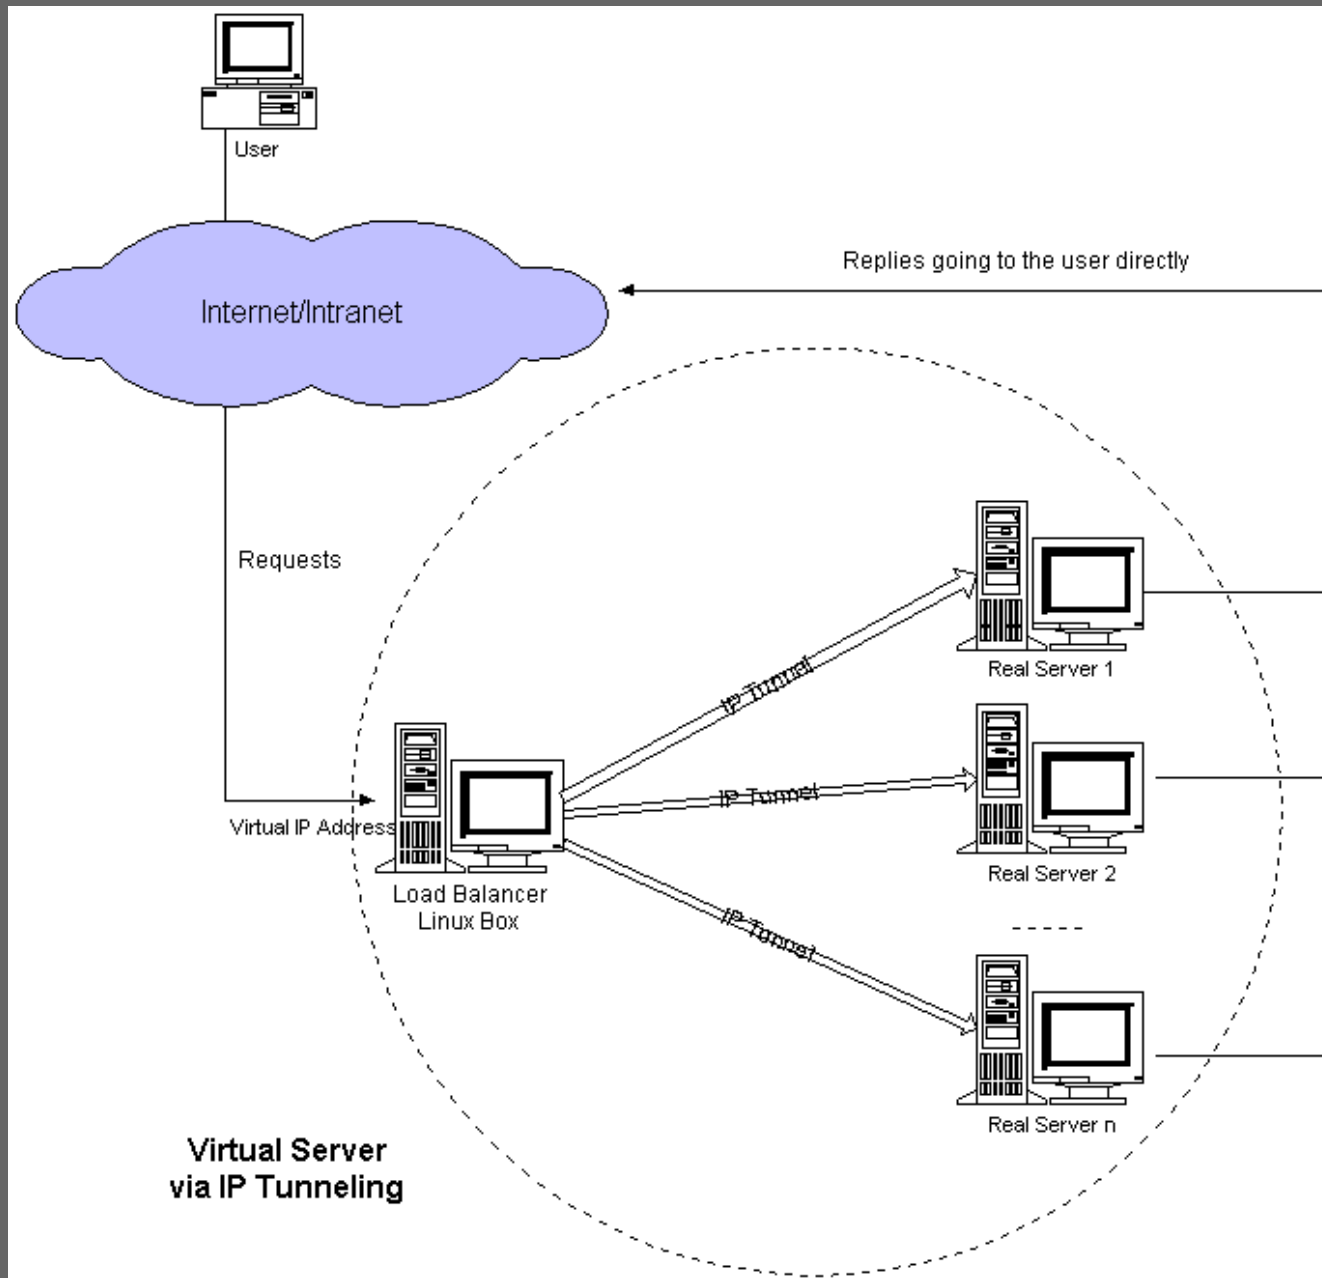 User
Internet/Intranet
Replies going to the user directly
Requests
Real Server 1
IP Tunnel
Real Server 2
IP Tunnel
Virtual IP Address
Load Balancer
Linux Box
IP Tunnel
Real Server n
Virtual Server
via IP Tunneling